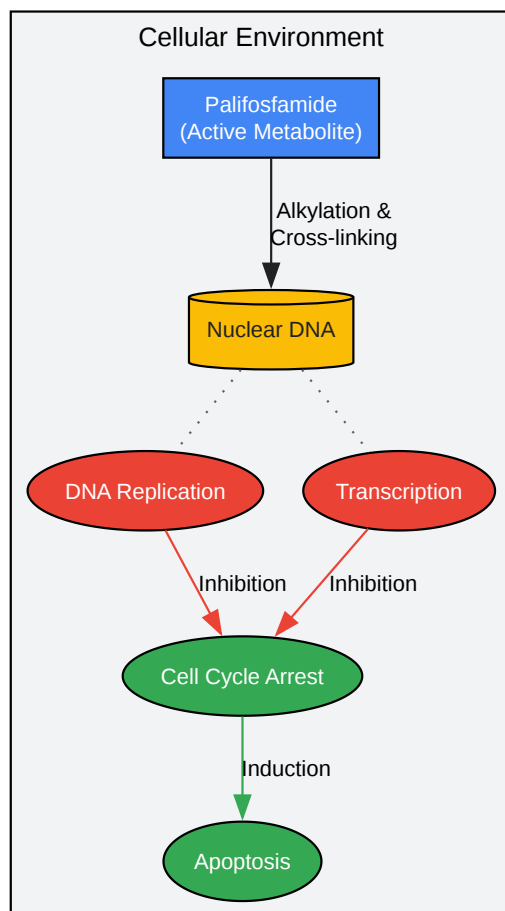 Cellular Environment
Palifosfamide
(Active Metabolite)
Alkylation &
Cross-linking
Nuclear DNA
DNA Replication
Transcription
Inhibition
Inhibition
Cell Cycle Arrest
Induction
Apoptosis